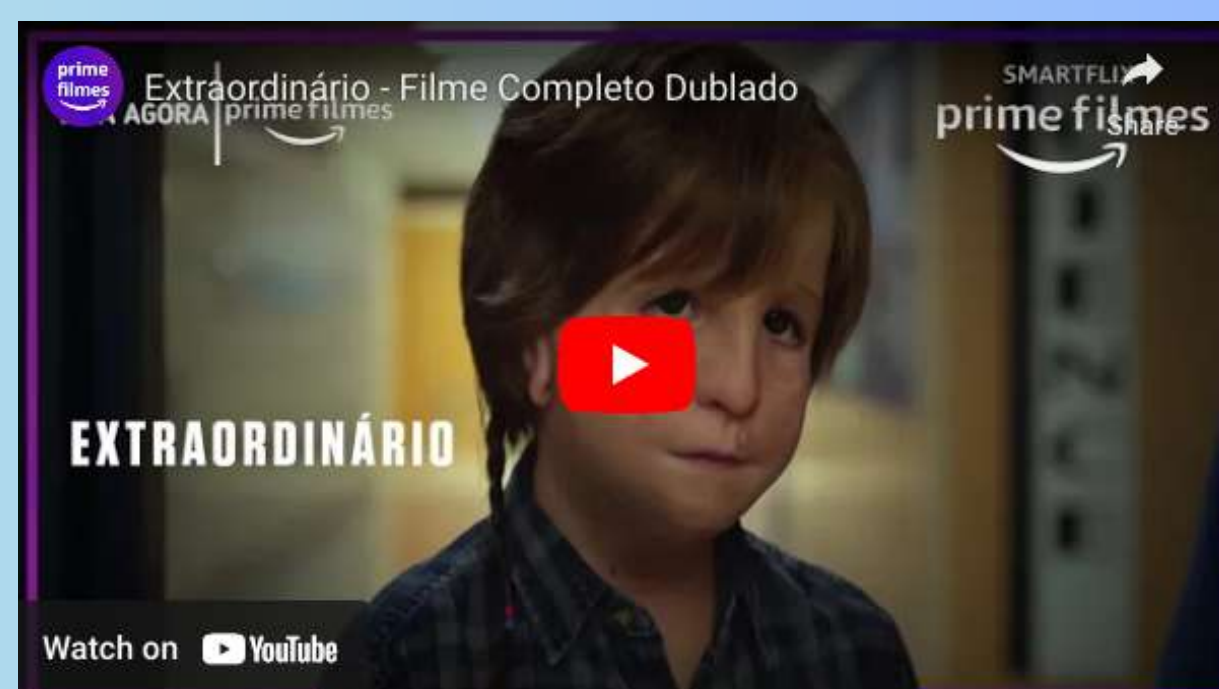 prime
filmes
Extraordinário - Filme Completo Dublado
AGORA
prime filmes
SMARTFLIX
prime filmes
Share
EXTRAORDINÁRIO
Watch on YouTube